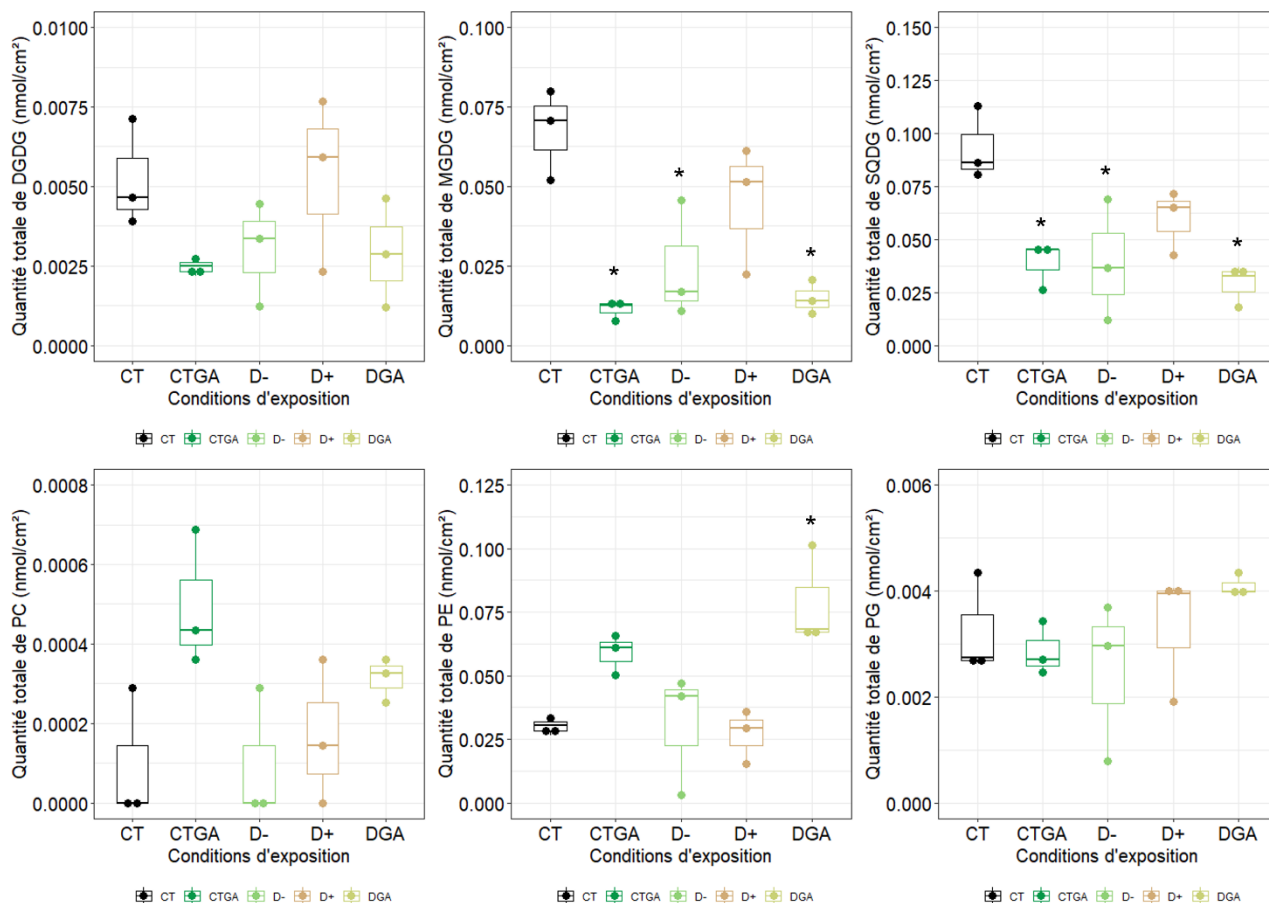 Quantité totale de DGDG (nmol/cm²)
0.0100
0.0075
0.0050
0.0025
0.0000
CT CTGA D- D+ DGA
Conditions d'exposition
CT CTGA D- D+ DGA
Quantité totale de MGDG (nmol/cm²)
0.100
0.075
0.050
0.025
0.000
* * *
CT CTGA D- D+ DGA
Conditions d'exposition
CT CTGA D- D+ DGA
Quantité totale de SQDG (nmol/cm²)
0.150
0.125
0.100
0.075
0.050
0.025
0.000
* * *
CT CTGA D- D+ DGA
Conditions d'exposition
CT CTGA D- D+ DGA
Quantité totale de PC (nmol/cm²)
0.0008
0.0006
0.0004
0.0002
0.0000
CT CTGA D- D+ DGA
Conditions d'exposition
CT CTGA D- D+ DGA
Quantité totale de PE (nmol/cm²)
0.125
0.100
0.075
0.050
0.025
0.000
*
CT CTGA D- D+ DGA
Conditions d'exposition
CT CTGA D- D+ DGA
Quantité totale de PG (nmol/cm²)
0.006
0.004
0.002
0.000
CT CTGA D- D+ DGA
Conditions d'exposition
CT CTGA D- D+ DGA